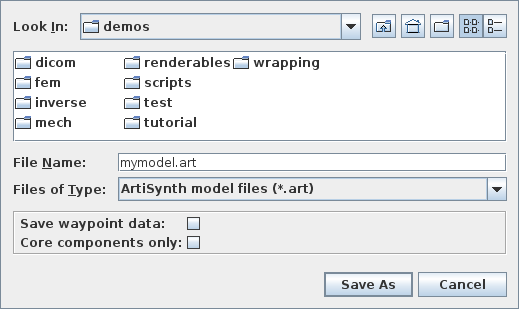 Look In: demos
dicom renderables wrapping
fem scripts
inverse test
mech tutorial
File Name: mymodel.art
Files of Type: ArtiSynth model files (*.art)
Save waypoint data:
Core components only:
Save As Cancel